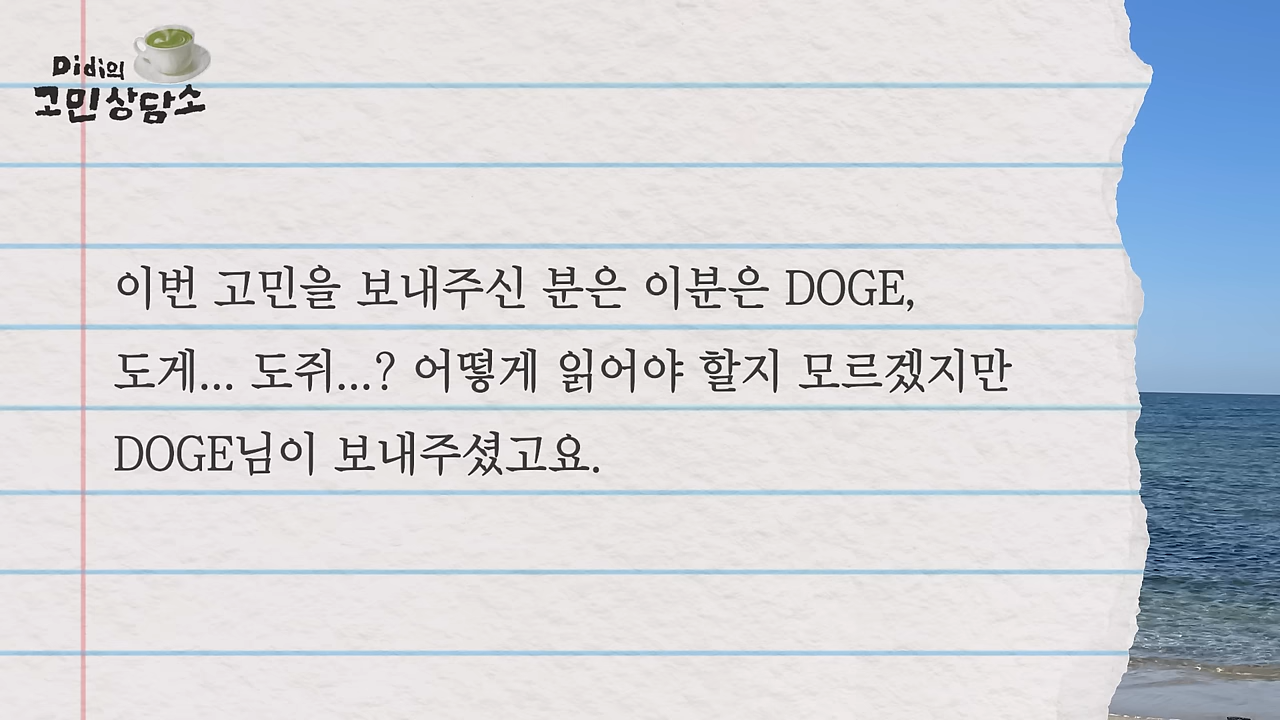 Didi의
고민상담소
이번 고민을 보내주신 분은 이분은 DOGE,
도게... 도쥐...? 어떻게 읽어야 할지 모르겠지만
DOGE님이 보내주셨고요.